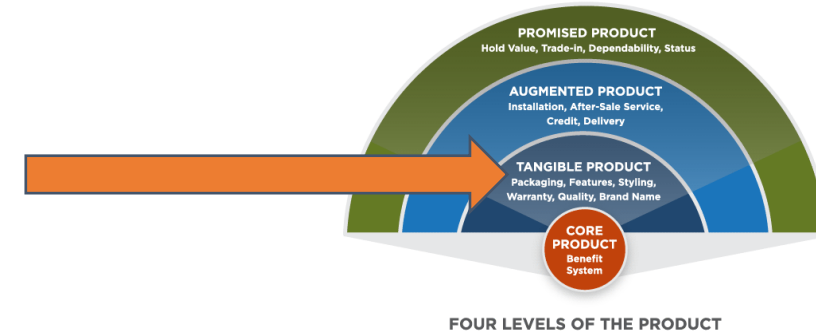 PROMISED PRODUCT
Hold Value, Trade-in, Dependability, Status
AUGMENTED PRODUCT
Installation, After-Sale Service,
Credit, Delivery
TANGIBLE PRODUCT
Packaging, Features, Styling,
Warranty, Quality, Brand Name
CORE
PRODUCT
Benefit
System
FOUR LEVELS OF THE PRODUCT